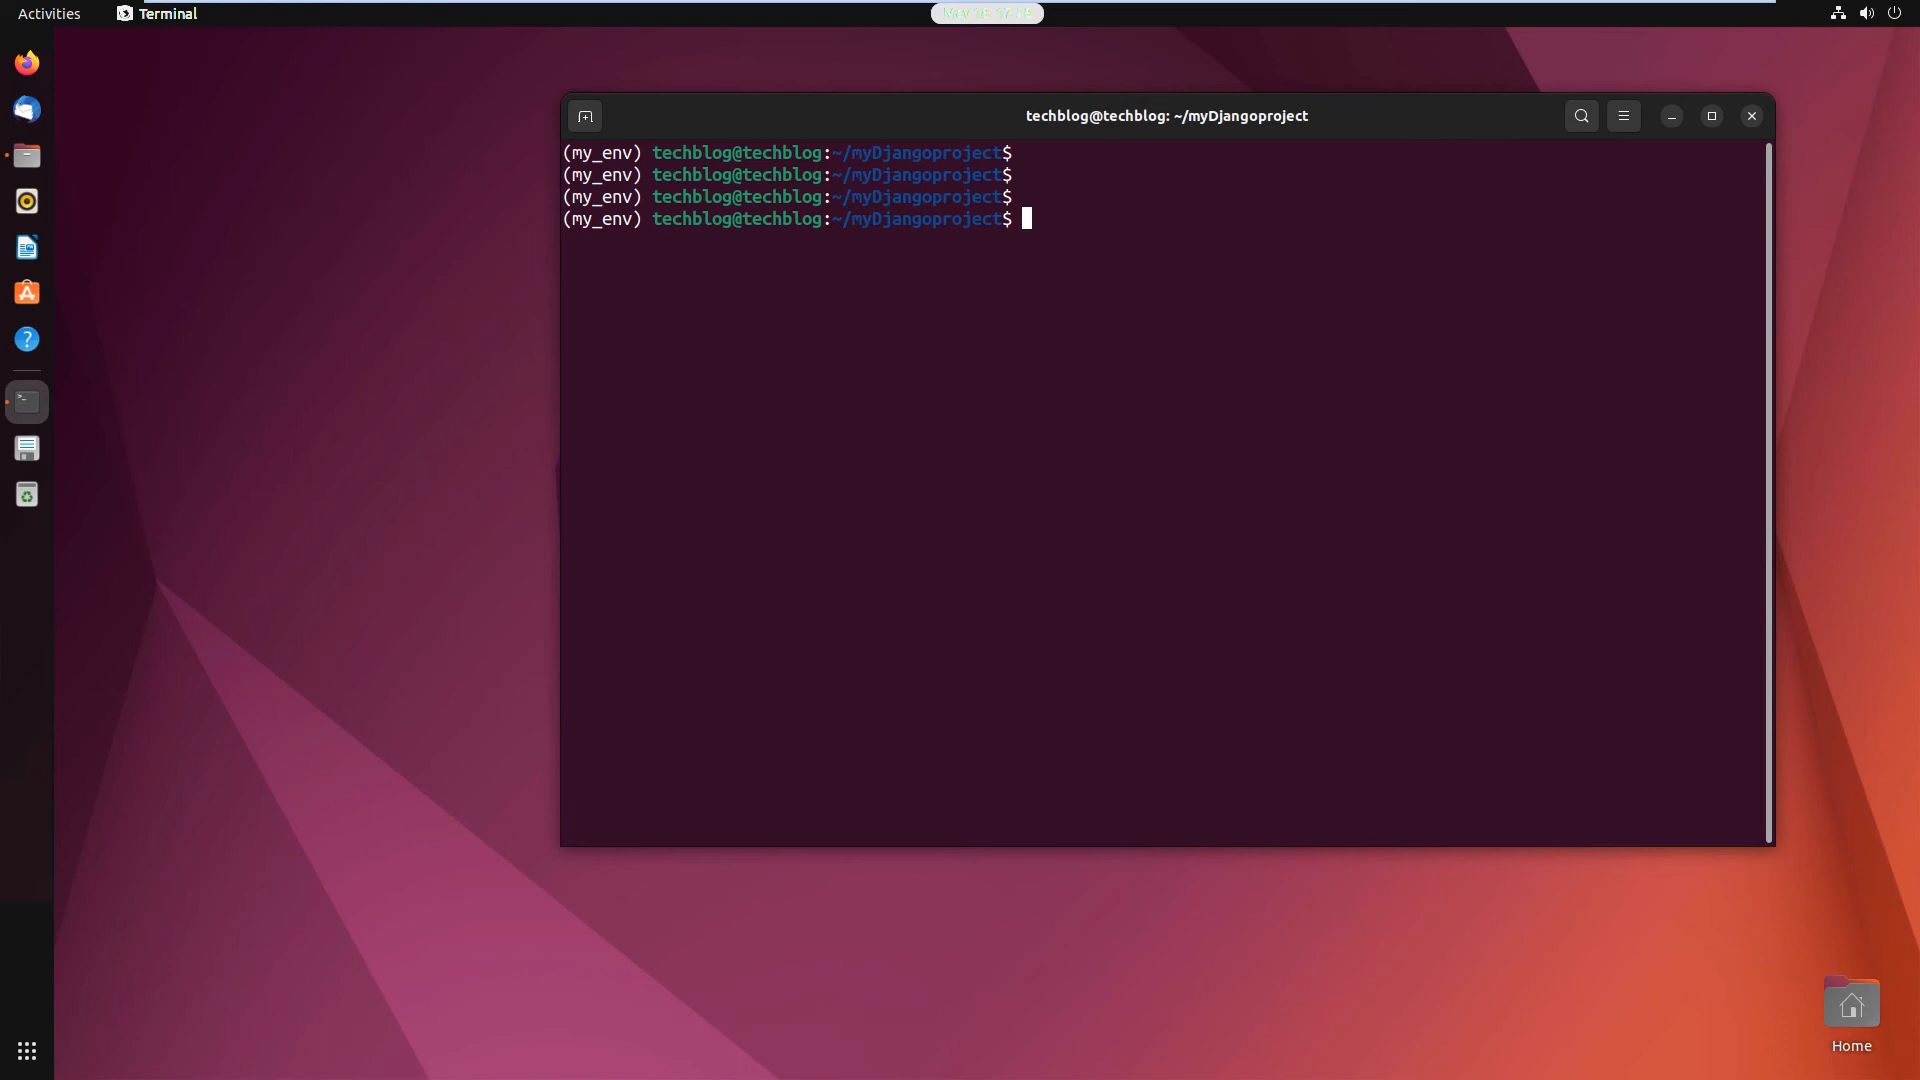 Activities
Terminal
techblog@techblog: ~/myDjangoproject
(my_env) techblog@techblog:~/myDjangoproject$
(my_env) techblog@techblog:~/myDjangoproject$
(my_env) techblog@techblog:~/myDjangoproject$
(my_env) techblog@techblog:~/myDjangoproject$
Home